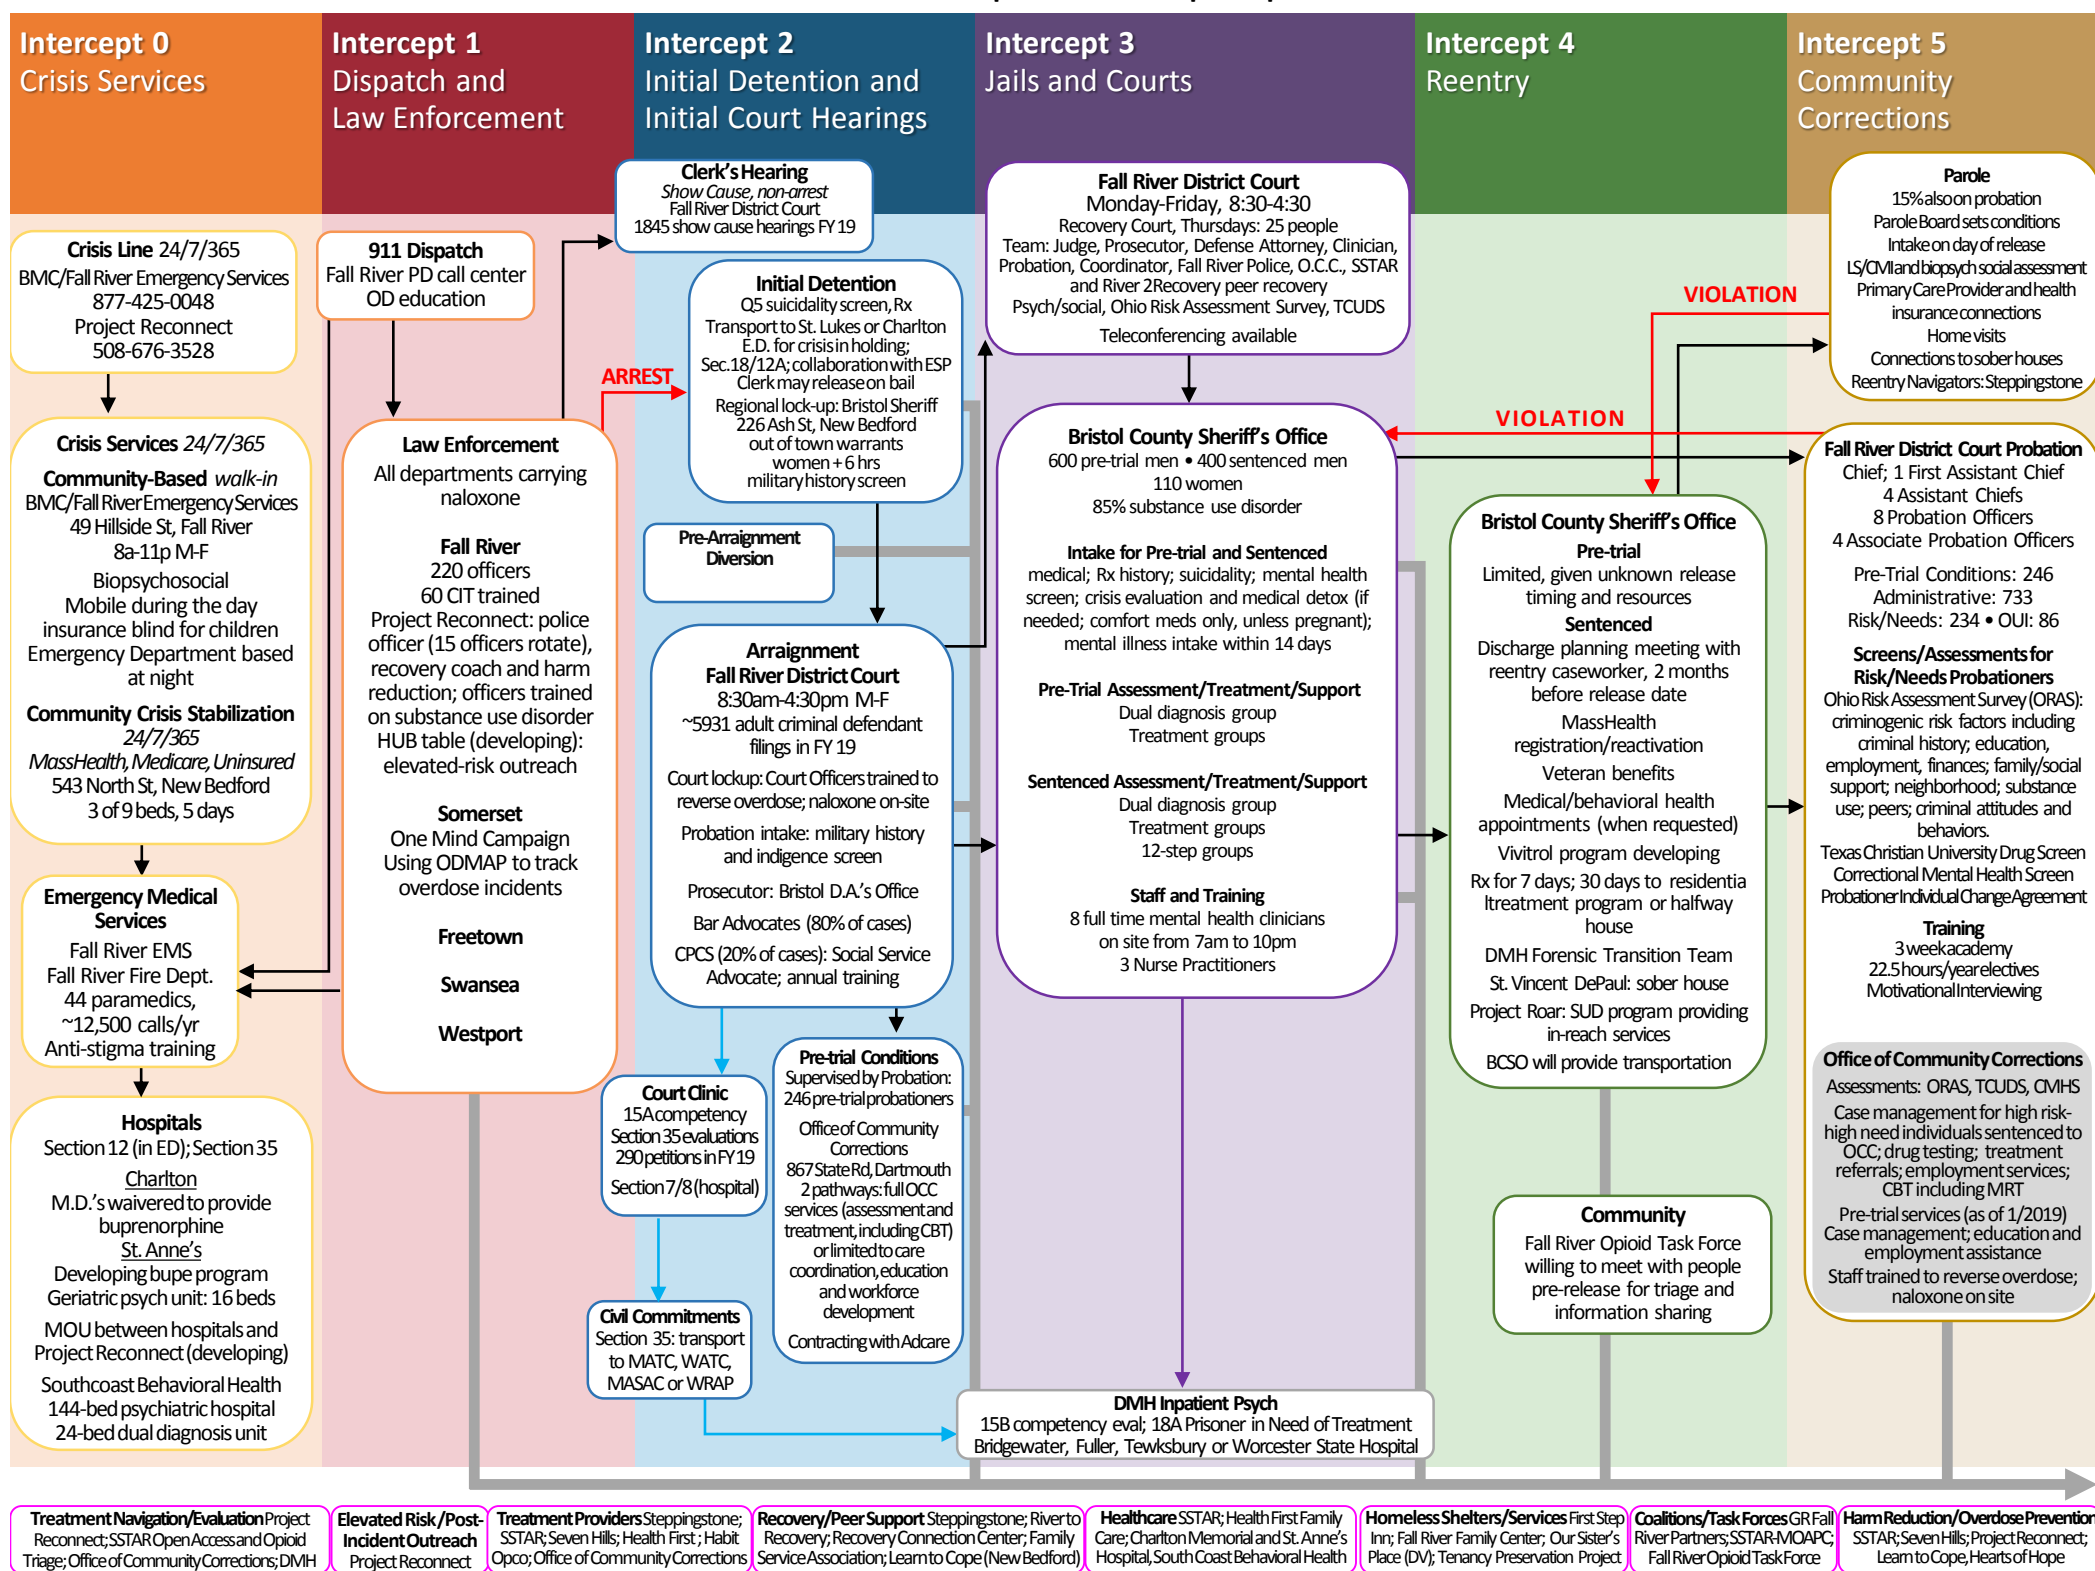 Intercept 0
Crisis Services
Intercept 1
Dispatch and
Law Enforcement
Intercept 2
Initial Detention and
Initial Court Hearings
Intercept 3
Jails and Courts
Intercept 4
Reentry
Intercept 5
Community
Corrections
Crisis Line 24/7/365
BMC/Fall River Emergency Services
877-425-0048
Project Reconnect
508-676-3528
Crisis Services 24/7/365
Community-Based walk-in
BMC/Fall River Emergency Services
49 Hillside St, Fall River
8a-11p M-F
Biopsychosocial
Mobile during the day
insurance blind for children
Emergency Department based
at night
Community Crisis Stabilization
24/7/365
MassHealth, Medicare, Uninsured
543 North St, New Bedford
3 of 9 beds, 5 days
Emergency Medical
Services
Fall River EMS
Fall River Fire Dept.
44 paramedics,
~12,500 calls/yr
Anti-stigma training
Hospitals
Section 12 (in ED); Section 35
Charlton
M.D.'s waivered to provide
buprenorphine
St. Anne's
Developing bupe program
Geriatric psych unit: 16 beds
MOU between hospitals and
Project Reconnect (developing)
Southcoast Behavioral Health
144-bed psychiatric hospital
24-bed dual diagnosis unit
911 Dispatch
Fall River PD call center
OD education
Law Enforcement
All departments carrying
naloxone
Fall River
220 officers
60 CIT trained
Project Reconnect: police
officer (15 officers rotate),
recovery coach and harm
reduction; officers trained
on substance use disorder
HUB table (developing):
elevated-risk outreach
Somerset
One Mind Campaign
Using ODMAP to track
overdose incidents
Freetown
Swansea
Westport
ARREST
Clerk's Hearing
Show Cause, non-arrest
Fall River District Court
1845 show cause hearings FY 19
Initial Detention
Q5 suicidality screen, Rx
Transport to St. Lukes or Charlton
E.D. for crisis in holding;
Sec.18/12A; collaboration with ESP
Clerk may release on bail
Regional lock-up: Bristol Sheriff
226 Ash St, New Bedford
out of town warrants
women + 6 hrs
military history screen
Pre-Arraignment
Diversion
Arraignment
Fall River District Court
8:30am-4:30pm M-F
~5931 adult criminal defendant
filings in FY 19
Court lockup: Court Officers trained to
reverse overdose; naloxone on-site
Probation intake: military history
and indigence screen
Prosecutor: Bristol D.A.'s Office
Bar Advocates (80% of cases)
CPCS (20% of cases): Social Service
Advocate; annual training
Court Clinic
15A competency
Section 35 evaluations
290 petitions in FY 19
Section 7/8 (hospital)
Civil Commitments
Section 35: transport
to MATC, WATC,
MASAC or WRAP
Pre-trial Conditions
Supervised by Probation:
246 pre-trial probationers
Office of Community
Corrections
867 State Rd, Dartmouth
2 pathways: full OCC
services (assessment and
treatment, including CBT)
or limited to care
coordination, education
and workforce
development
Contracting with Adcare
Fall River District Court
Monday-Friday, 8:30-4:30
Recovery Court, Thursdays: 25 people
Team: Judge, Prosecutor, Defense Attorney, Clinician,
Probation, Coordinator, Fall River Police, O.C.C., SSTAR
and River 2Recovery peer recovery
Psych/social, Ohio Risk Assessment Survey, TCUDS
Teleconferencing available
Bristol County Sheriff's Office
600 pre-trial men • 400 sentenced men
110 women
85% substance use disorder
Intake for Pre-trial and Sentenced
medical; Rx history; suicidality; mental health
screen; crisis evaluation and medical detox (if
needed; comfort meds only, unless pregnant);
mental illness intake within 14 days
Pre-Trial Assessment/Treatment/Support
Dual diagnosis group
Treatment groups
Sentenced Assessment/Treatment/Support
Dual diagnosis group
Treatment groups
12-step groups
Staff and Training
8 full time mental health clinicians
on site from 7am to 10pm
3 Nurse Practitioners
DMH Inpatient Psych
15B competency eval; 18A Prisoner in Need of Treatment
Bridgewater, Fuller, Tewksbury or Worcester State Hospital
VIOLATION
VIOLATION
Bristol County Sheriff's Office
Pre-trial
Limited, given unknown release
timing and resources
Sentenced
Discharge planning meeting with
reentry caseworker, 2 months
before release date
MassHealth
registration/reactivation
Veteran benefits
Medical/behavioral health
appointments (when requested)
Vivitrol program developing
Rx for 7 days; 30 days to residentia
ltreatment program or halfway
house
DMH Forensic Transition Team
St. Vincent DePaul: sober house
Project Roar: SUD program providing
in-reach services
BCSO will provide transportation
Community
Fall River Opioid Task Force
willing to meet with people
pre-release for triage and
information sharing
Parole
15% also on probation
Parole Board sets conditions
Intake on day of release
LS/CMI and biopsych social assessment
Primary Care Provider and health
insurance connections
Home visits
Connections to sober houses
Reentry Navigators: Steppingstone
Fall River District Court Probation
Chief; 1 First Assistant Chief
4 Assistant Chiefs
8 Probation Officers
4 Associate Probation Officers
Pre-Trial Conditions: 246
Administrative: 733
Risk/Needs: 234 • OUI: 86
Screens/Assessments for
Risk/Needs Probationers
Ohio Risk Assessment Survey (ORAS):
criminogenic risk factors including
criminal history; education,
employment, finances; family/social
support; neighborhood; substance
use; peers; criminal attitudes and
behaviors.
Texas Christian University Drug Screen
Correctional Mental Health Screen
Probationer Individual Change Agreement
Training
3 week academy
22.5 hours/year electives
Motivational Interviewing
Office of Community Corrections
Assessments: ORAS, TCUDS, CMHS
Case management for high risk-
high need individuals sentenced to
OCC; drug testing; treatment
referrals; employment services;
CBT including MRT
Pre-trial services (as of 1/2019)
Case management; education and
employment assistance
Staff trained to reverse overdose;
naloxone on site
Treatment Navigation/Evaluation Project
Reconnect; SSTAR Open Access and Opioid
Triage; Office of Community Corrections; DMH
Elevated Risk /Post-
Incident Outreach
Project Reconnect
Treatment Providers Steppingstone;
SSTAR; Seven Hills; Health First ; Habit
Opco; Office of Community Corrections
Recovery/Peer Support Steppingstone; River to
Recovery; Recovery Connection Center; Family
Service Association; Learn to Cope (New Bedford)
Healthcare SSTAR; Health First Family
Care; Charlton Memorial and St. Anne's
Hospital, South Coast Behavioral Health
Homeless Shelters/Services First Step
Inn; Fall River Family Center; Our Sister's
Place (DV); Tenancy Preservation Project
Coalitions/Task Forces GR Fall
River Partners; SSTAR-MOAPC;
Fall River Opioid Task Force
Harm Reduction/Overdose Prevention
SSTAR; Seven Hills; Project Reconnect;
Learn to Cope, Hearts of Hope